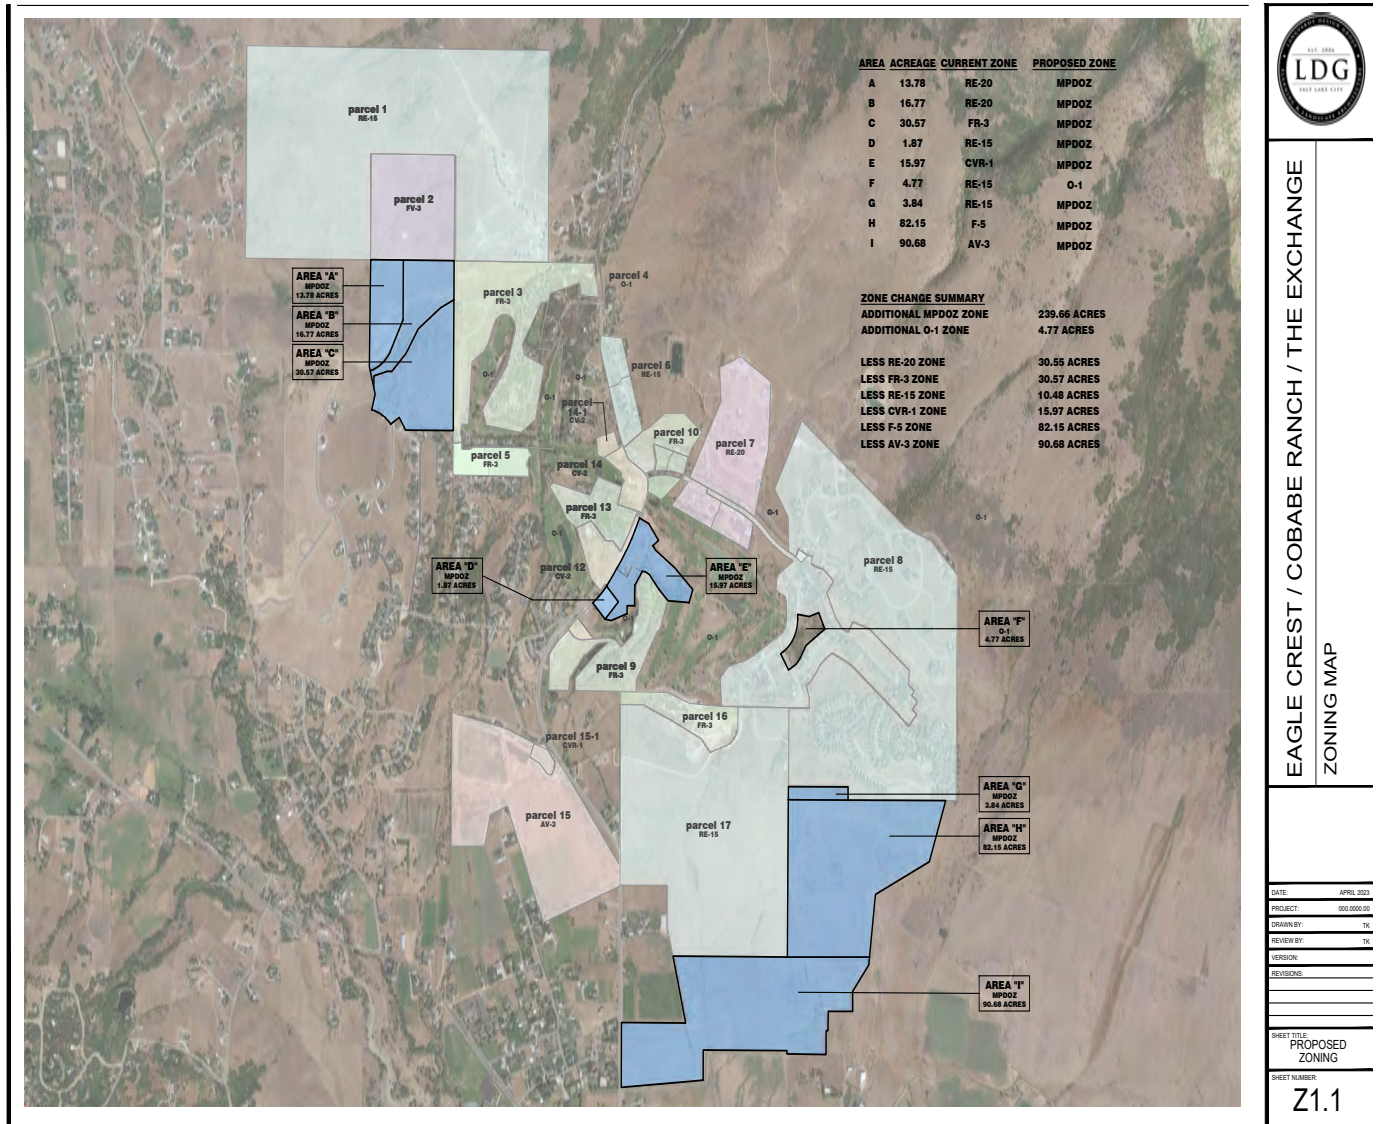 AREA ACREAGE CURRENT ZONE PROPOSED ZONE
A 13.78 RE-20 MPDOZ
B 16.77 RE-20 MPDOZ
C 30.57 FR-3 MPDOZ
D 1.87 RE-15 MPDOZ
E 15.97 CVR-1 MPDOZ
F 4.77 RE-15 O-1
G 3.84 RE-15 MPDOZ
H 82.15 F-5 MPDOZ
I 90.68 AV-3 MPDOZ
ZONE CHANGE SUMMARY
ADDITIONAL MPDOZ ZONE 239.66 ACRES
ADDITIONAL O-1 ZONE 4.77 ACRES
LESS RE-20 ZONE 30.55 ACRES
LESS FR-3 ZONE 30.57 ACRES
LESS RE-15 ZONE 10.48 ACRES
LESS CVR-1 ZONE 15.97 ACRES
LESS F-5 ZONE 82.15 ACRES
LESS AV-3 ZONE 90.68 ACRES
parcel 1
RE-15
parcel 2
FV-3
AREA "A"
MPDOZ
13.78 ACRES
AREA "B"
MPDOZ
16.77 ACRES
AREA "C"
MPDOZ
30.57 ACRES
parcel 3
FR-3
parcel 4
O-1
O-1
O-1
O-1
parcel 6
RE-15
parcel
14-1
CV-2
parcel 10
FR-3
parcel 7
RE-20
parcel 5
FR-3
parcel 14
CV-2
parcel 13
FR-3
O-1
O-1
O-1
parcel 8
RE-15
parcel 12
CV-2
AREA "D"
MPDOZ
1.87 ACRES
AREA "E"
MPDOZ
15.97 ACRES
O-1
O-1
AREA "F"
O-1
4.77 ACRES
parcel 9
FR-3
parcel 16
FR-3
parcel 15-1
CVR-1
parcel 15
AV-3
parcel 17
RE-15
AREA "G"
MPDOZ
3.84 ACRES
AREA "H"
MPDOZ
82.15 ACRES
AREA "I"
MPDOZ
90.68 ACRES
EST. 2006
LDG
SALT LAKE CITY
EAGLE CREST / COBABE RANCH / THE EXCHANGE
ZONING MAP
DATE: APRIL 2023
PROJECT: 000.0000.00
DRAWN BY: TK
REVIEW BY: TK
VERSION:
REVISIONS:
SHEET TITLE:
PROPOSED
ZONING
SHEET NUMBER:
Z1.1